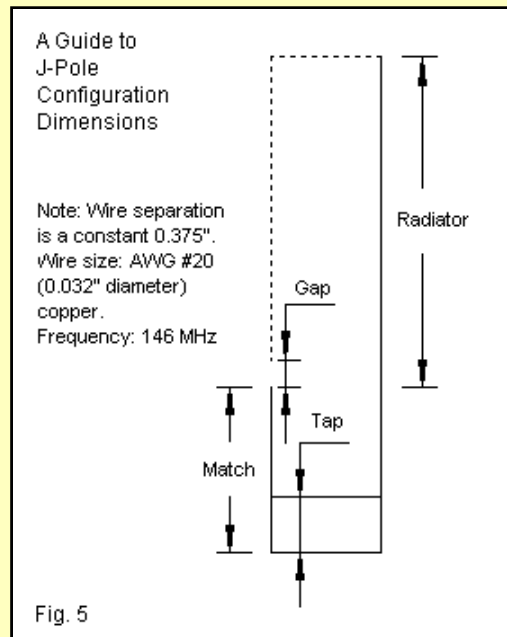 A Guide to
J-Pole
Configuration
Dimensions
Note: Wire separation
is a constant 0.375".
Wire size: AWG #20
(0.032" diameter)
copper.
Frequency: 146 MHz
Radiator
Gap
Tap
Match
Fig. 5